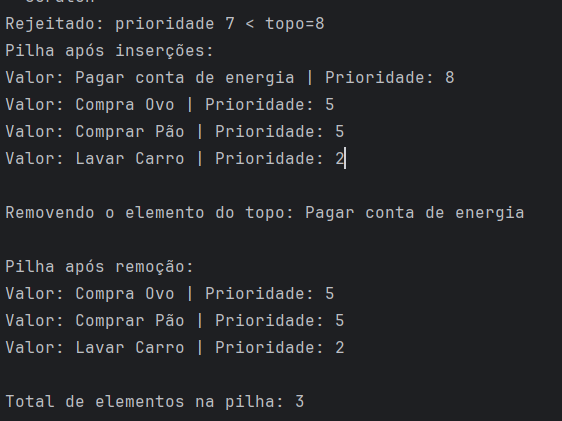 Rejeitado: prioridade 7 < topo=8
Pilha após inserções:
Valor: Pagar conta de energia | Prioridade: 8
Valor: Compra Ovo | Prioridade: 5
Valor: Comprar Pão | Prioridade: 5
Valor: Lavar Carro | Prioridade: 2
Removendo o elemento do topo: Pagar conta de energia
Pilha após remoção:
Valor: Compra Ovo | Prioridade: 5
Valor: Comprar Pão | Prioridade: 5
Valor: Lavar Carro | Prioridade: 2
Total de elementos na pilha: 3